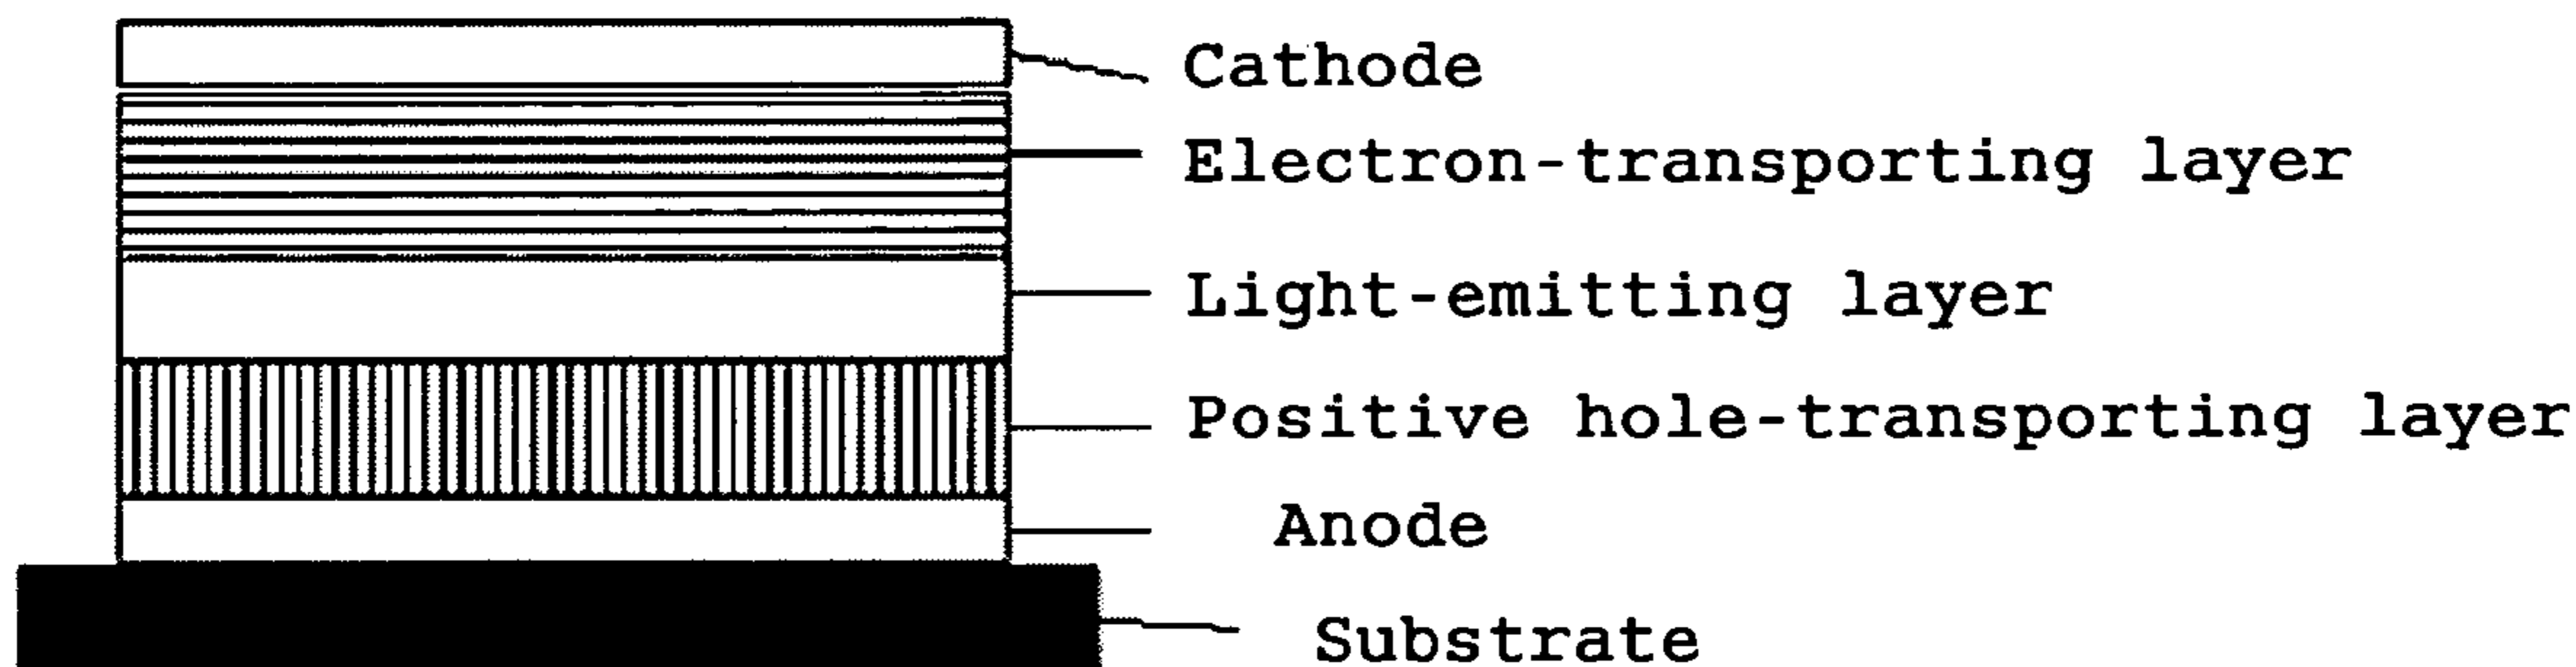 Cathode
Electron-transporting layer
Light-emitting layer
Positive hole-transporting layer
Anode
Substrate